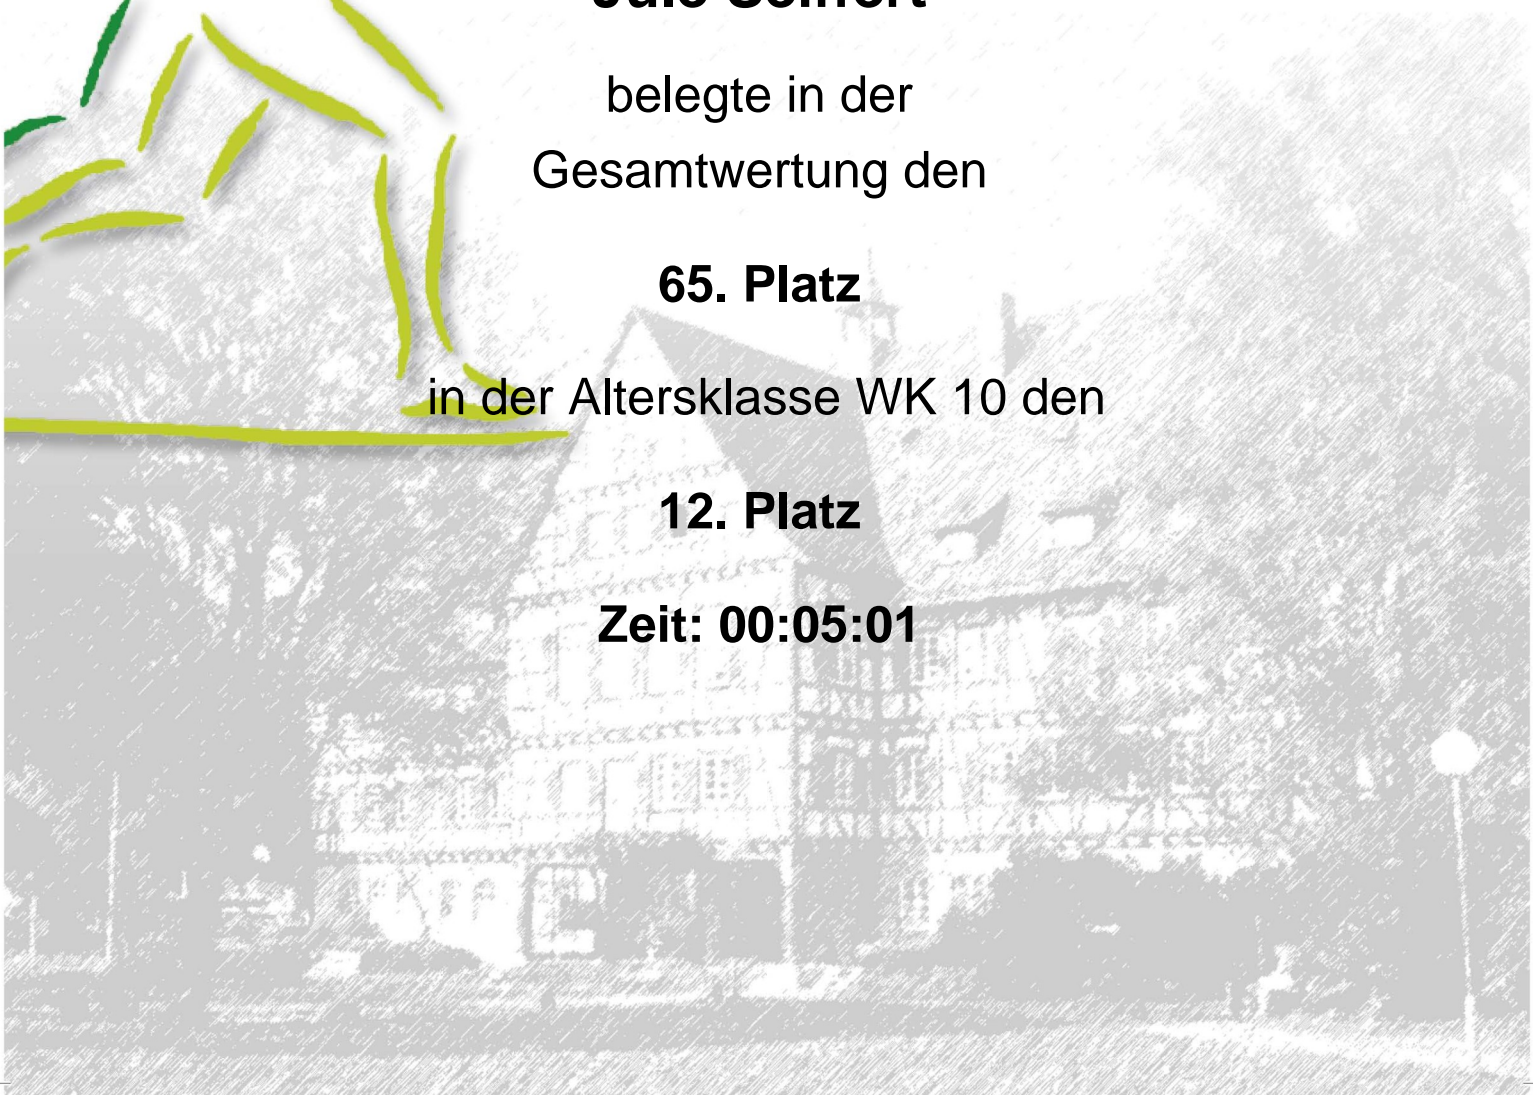 belegte in der
Gesamtwertung den
65. Platz
in der Altersklasse WK 10 den
12. Platz
Zeit: 00:05:01